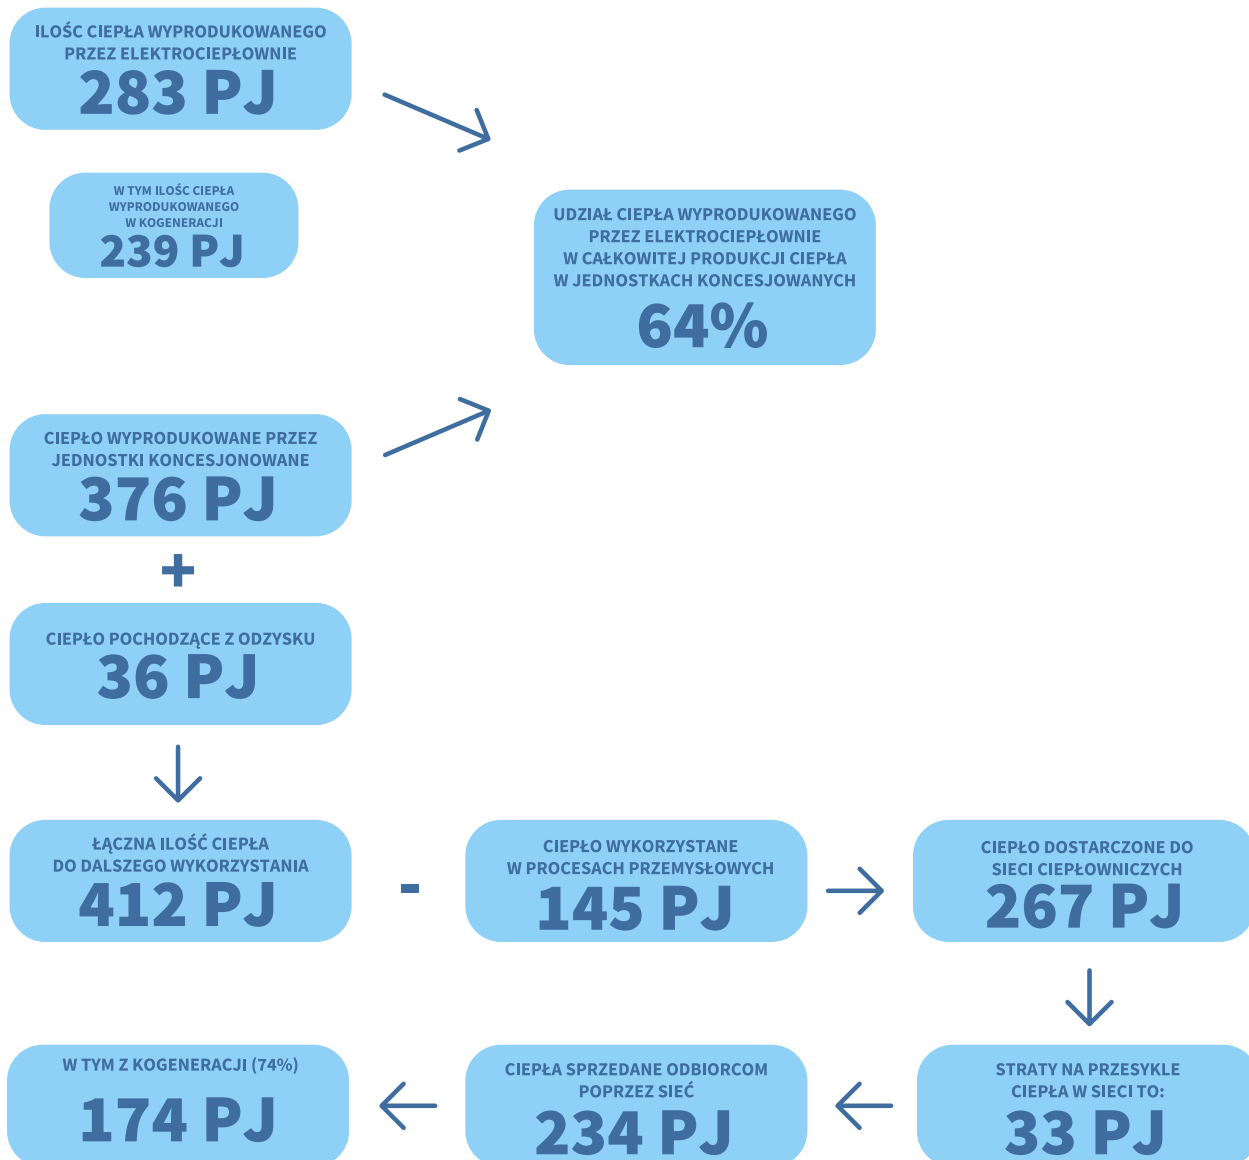 ILOŚC CIEPŁA WYPRODUKOWANEGO
PRZEZ ELEKTROCIEPŁOWNIE
283 PJ
W TYM ILOŚC CIEPŁA
WYPRODUKOWANEGO
W KOGENERACJI
239 PJ
UDZIAŁ CIEPŁA WYPRODUKOWANEGO
PRZEZ ELEKTROCIEPŁOWNIE
W CAŁKOWITEJ PRODUKCJI CIEPŁA
W JEDNOSTKACH KONCESJOWANYCH
64%
CIEPŁO WYPRODUKOWANE PRZEZ
JEDNOSTKI KONCESJONOWANE
376 PJ
+
CIEPŁO POCHODZĄCE Z ODZYSKU
36 PJ
ŁĄCZNA ILOŚĆ CIEPŁA
DO DALSZEGO WYKORZYSTANIA
412 PJ
-
CIEPŁO WYKORZYSTANE
W PROCESACH PRZEMYSŁOWYCH
145 PJ
CIEPŁO DOSTARCZONE DO
SIECI CIEPŁOWNICZYCH
267 PJ
W TYM Z KOGENERACJI (74%)
174 PJ
CIEPŁA SPRZEDANE ODBIORCOM
POPRZEZ SIEĆ
234 PJ
STRATY NA PRZESYKLE
CIEPŁA W SIECI TO:
33 PJ